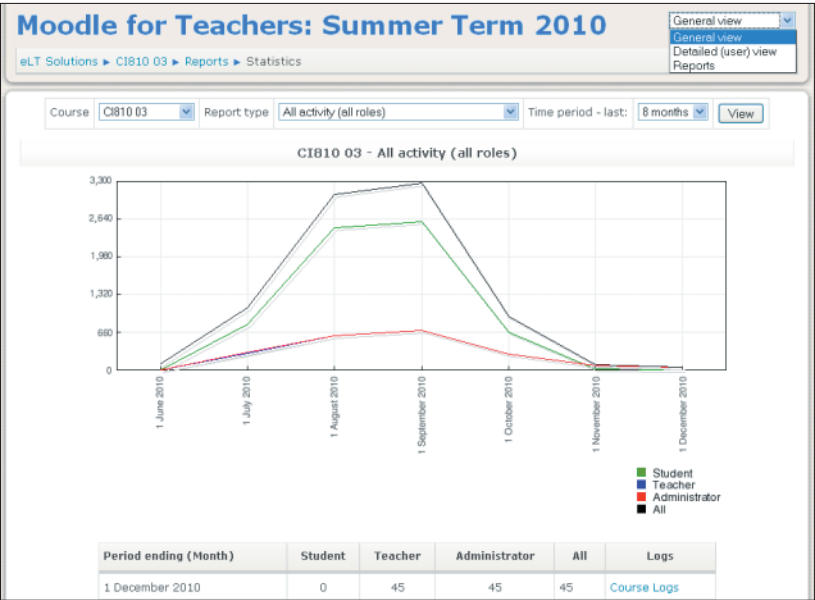 Moodle for Teachers: Summer Term 2010
General view
General view
Detailed (user) view
Reports
eLT Solutions ► CI810 03 ► Reports ► Statistics
Course CI810 03 Report type All activity (all roles) Time period - last: 8 months View
CI810 03 - All activity (all roles)
3,300
2,640
1,980
1,320
660
0
1 June 2010
1 July 2010
1 August 2010
1 September 2010
1 October 2010
1 November 2010
1 December 2010
Student
Teacher
Administrator
All
Period ending (Month) Student Teacher Administrator All Logs
1 December 2010 0 45 45 45 Course Logs